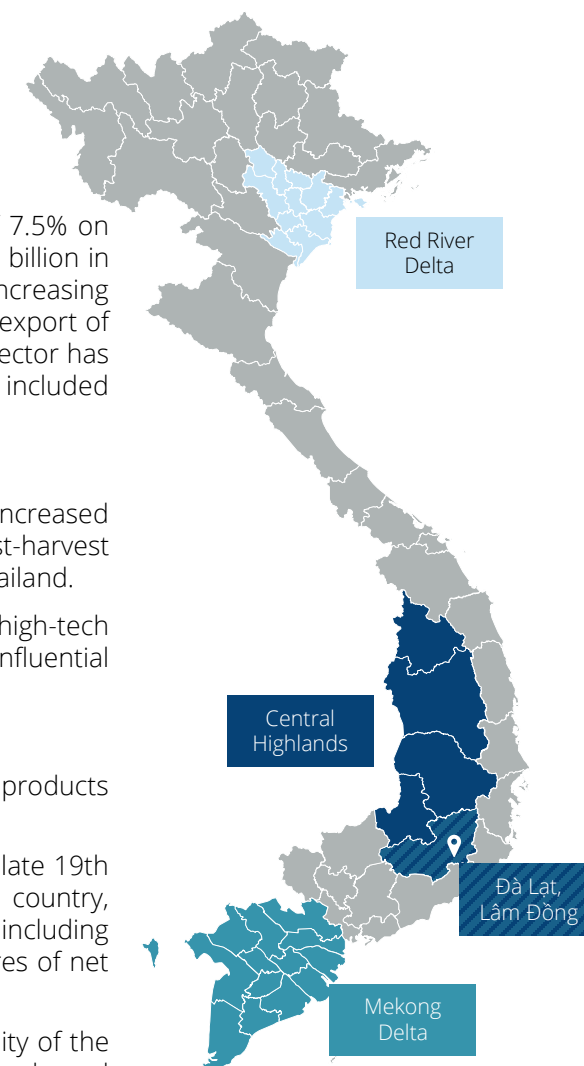 7.5% on
billion in
ncreasing
export of
ector has
included
Red River
Delta
ncreased
st-harvest
ailand.
high-tech
nfluential
Central
Highlands
products
late 19th
country,
including
res of net
Đà Lạt,
Lâm Đồng
Mekong
Delta
ity of the